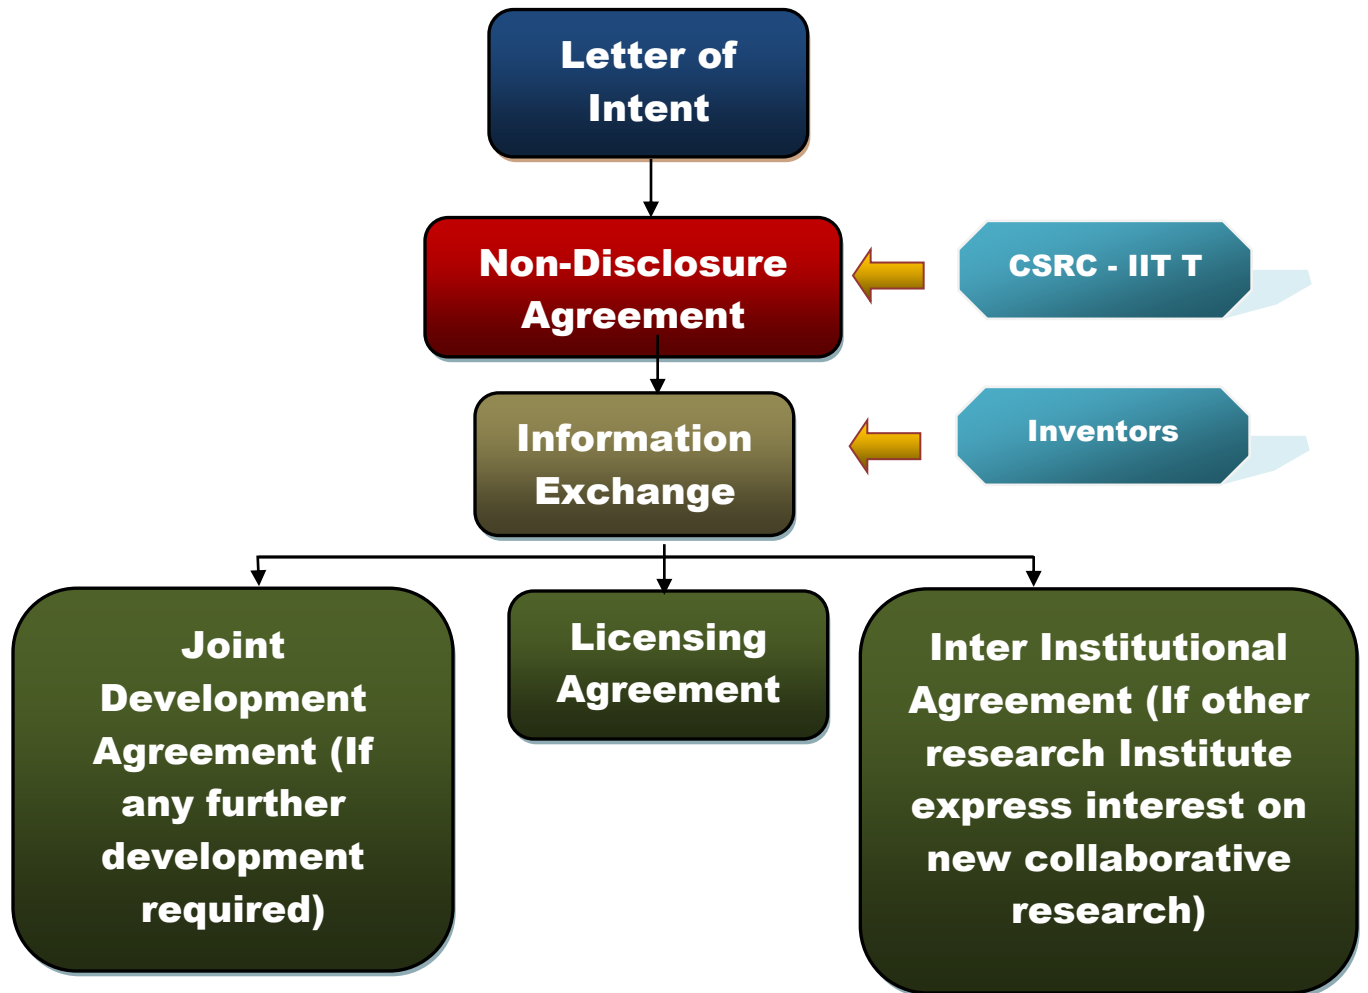 Letter of
Intent
Non-Disclosure
Agreement
CSRC - IIT T
Information
Exchange
Inventors
Joint
Development
Agreement (If
any further
development
required)
Licensing
Agreement
Inter Institutional
Agreement (If other
research Institute
express interest on
new collaborative
research)